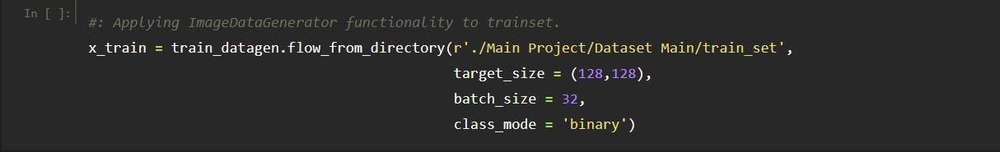 In [ ]:
#: Applying ImageDataGenerator functionality to trainset.
x_train = train_datagen.flow_from_directory(r'./Main Project/Dataset Main/train_set',
target_size = (128,128),
batch_size = 32,
class_mode = 'binary')